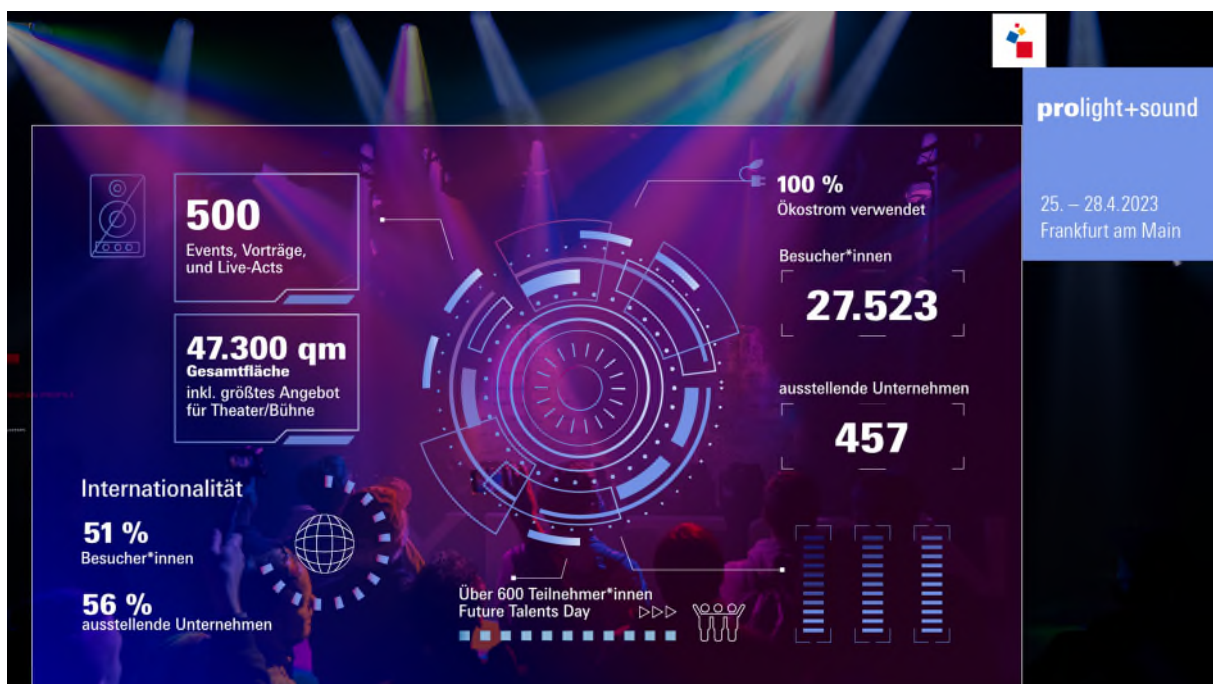 prolight+sound
25. – 28.4.2023
Frankfurt am Main
500
Events, Vorträge,
und Live-Acts
47.300 qm
Gesamtfläche
inkl. größtes Angebot
für Theater/Bühne
Internationalität
51 %
Besucher*innen
56 %
ausstellende Unternehmen
Über 600 Teilnehmer*innen
Future Talents Day
100 %
Ökostrom verwendet
Besucher*innen
27.523
ausstellende Unternehmen
457